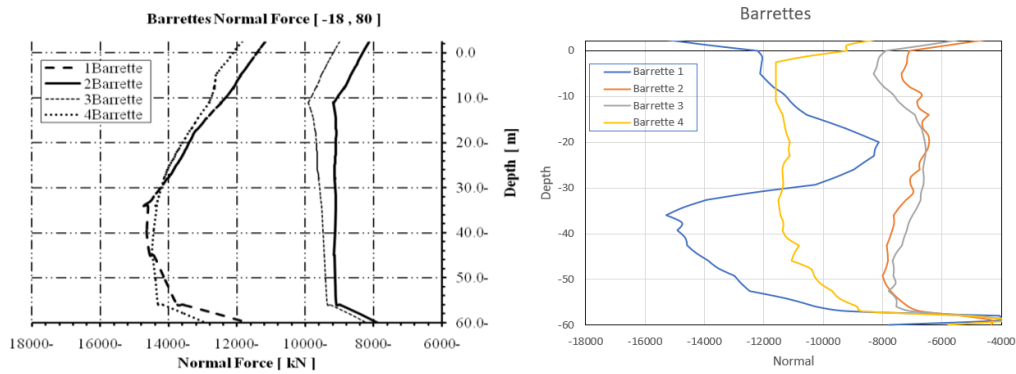 Barrettes Normal Force [ -18 , 80 ]
0.0
10.0-
20.0-
30.0-
40.0-
50.0-
60.0-
Depth [ m]
1Barrette
2Barrette
3Barrette
4Barrette
18000- 16000- 14000- 12000- 10000- 8000- 6000-
Normal Force [ kN ]
Barrettes
0
-10
-20
-30
-40
-50
-60
Depth
Barrette 1
Barrette 2
Barrette 3
Barrette 4
-18000 -16000 -14000 -12000 -10000 -8000 -6000 -4000
Normal